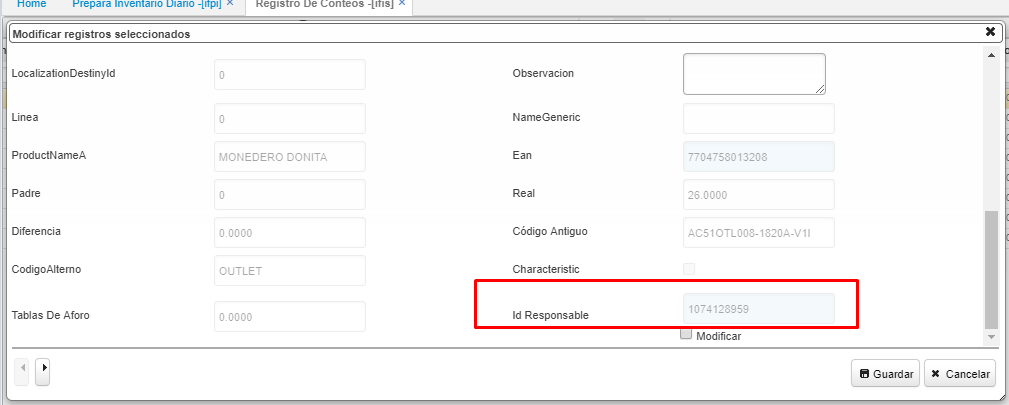 Home Prepara Inventario Diario -[ifpi] × Registro De Conteos -[ifis] ×
Modificar registros seleccionados
LocalizationDestinyId 0 Observacion
Linea 0 NameGeneric
ProductNameA MONEDERO DONITA Ean 7704758013208
Padre 0 Real 26.0000
Diferencia 0.0000 Código Antiguo AC51OTL008-1820A-V1I
CodigoAlterno OUTLET Characteristic
Tablas De Aforo 0.0000 Id Responsable 1074128959
Modificar
Guardar Cancelar